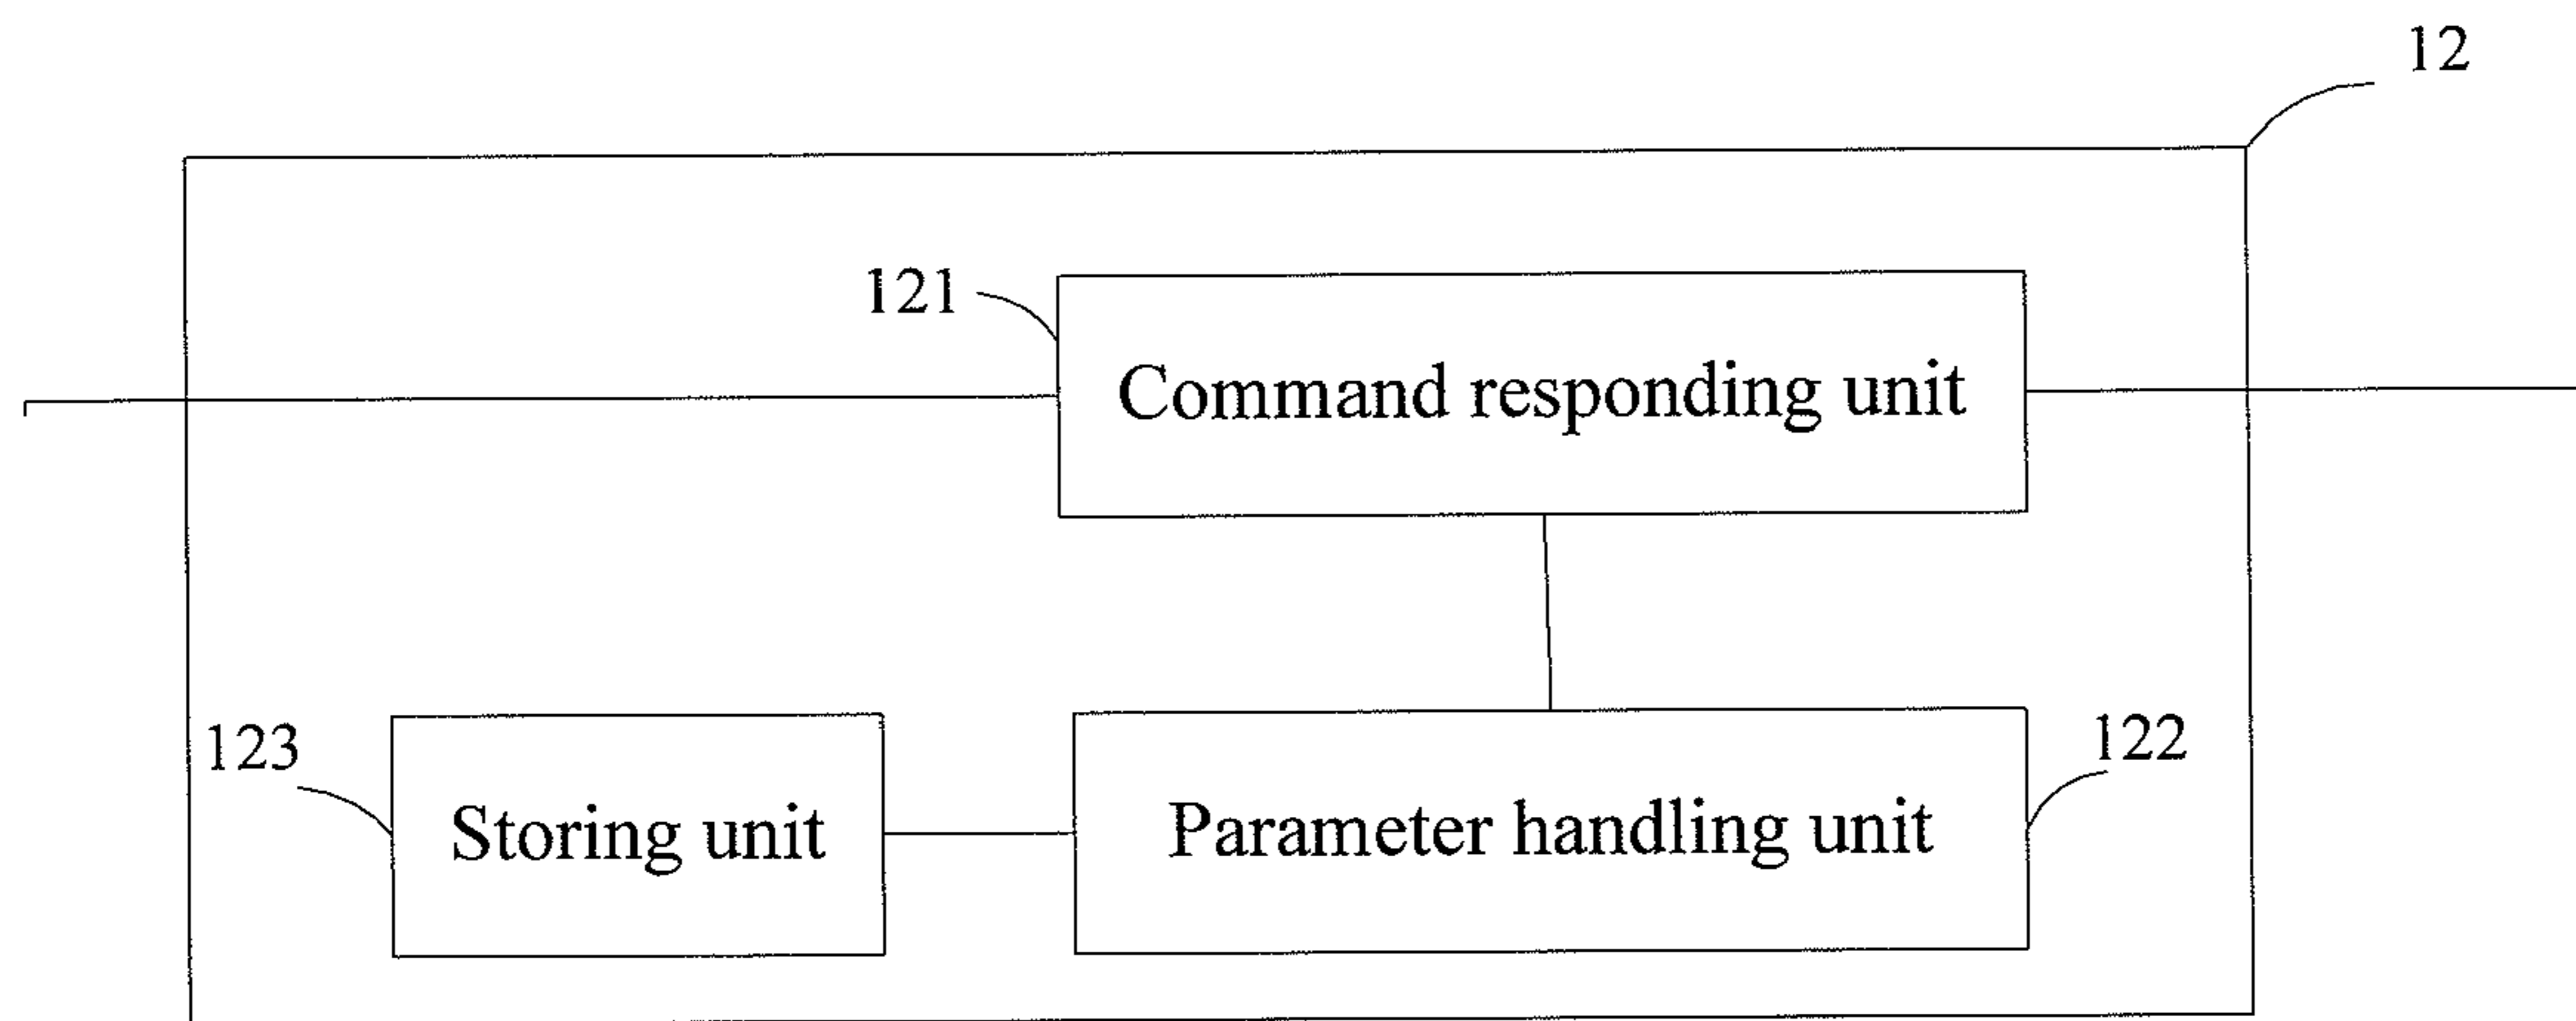 12
121
Command responding unit
123
122
Storing unit
Parameter handling unit